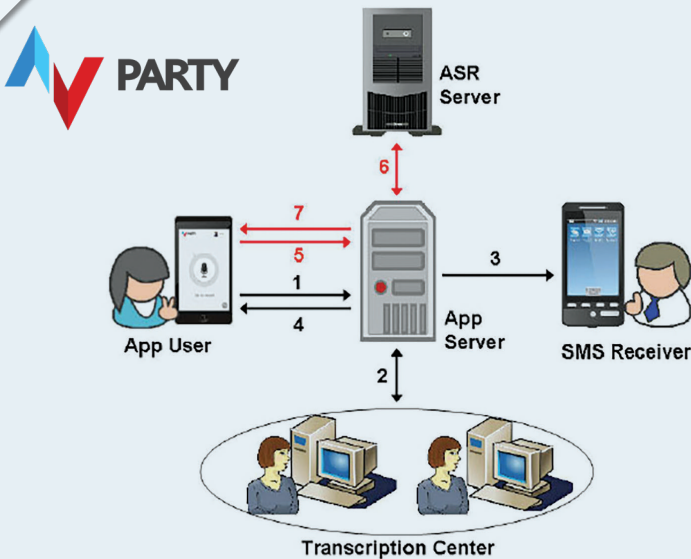 PARTY
ASR
Server
6
7
5
1
4
3
App User
App
Server
SMS Receiver
2
Transcription Center